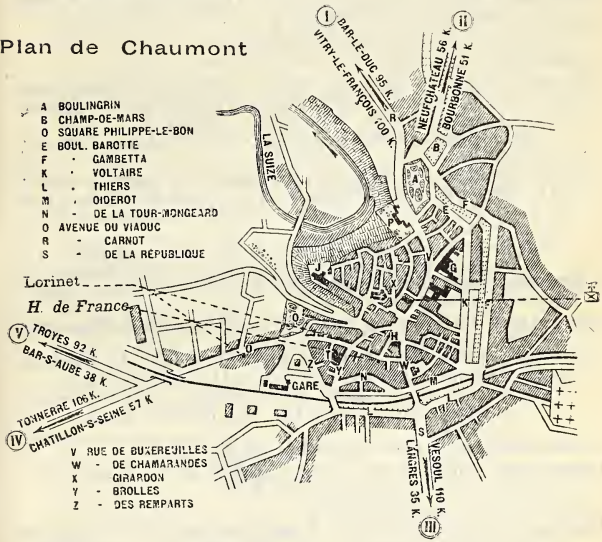 Plan de Chaumont
I
BAR-LE-DUC 95 K.
VITRY-LE-FRANÇOIS 100 K.
ii
NEUFCHATEAU 56 K.
BOURBONNE 51 K.
A BOULINGRIN
B CHAMP-DE-MARS
O SQUARE PHILIPPE-LE-BON
E BOUL. BAROTTE
F - GAMBETTA
K - VOLTAIRE
L - THIERS
M - DIDEROT
N - DE LA TOUR-MONGEARD
O AVENUE DU VIADUC
R - CARNOT
S - DE LA RÉPUBLIQUE
LA SUIZE
R
B
A
E
F
P
V
G
J
K
Lorinet
H. de France
O
O
H
T
Y
Z
N
W
M
GARE
S
V
TROYES 92 K.
BAR-S-AUBE 38 K.
TONNERRE 106 K.
CHATILLON-S-SEINE 57 K
IV
V RUE DE BUXEREUILLES
W - DE CHAMARANDES
X GIRARDON
Y - BROLLES
Z - DES REMPARTS
VESOUL 110 K.
LANGRES 35 K.
III